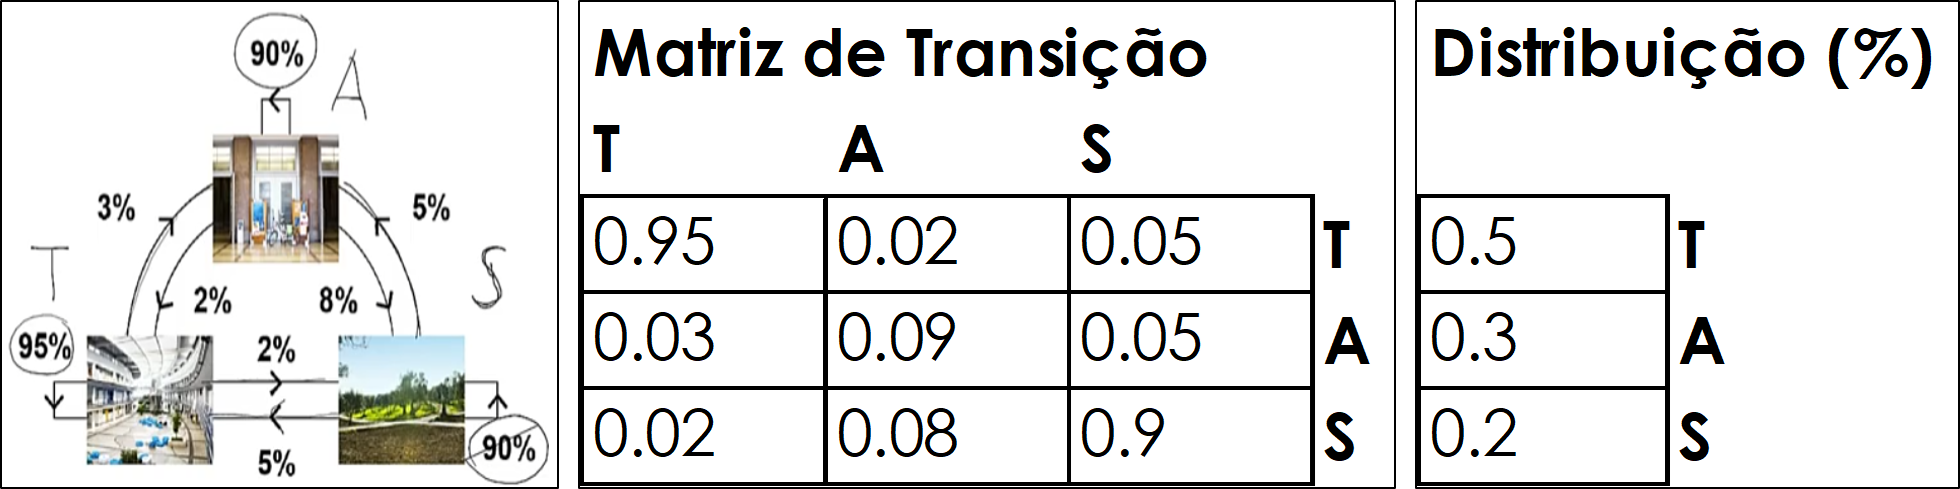 90%
A
3%
5%
T
S
2%
8%
95%
2%
90%
5%
Matriz de Transição
T A S
0.95 0.02 0.05 T
0.03 0.09 0.05 A
0.02 0.08 0.9 S
Distribuição (%)
0.5 T
0.3 A
0.2 S